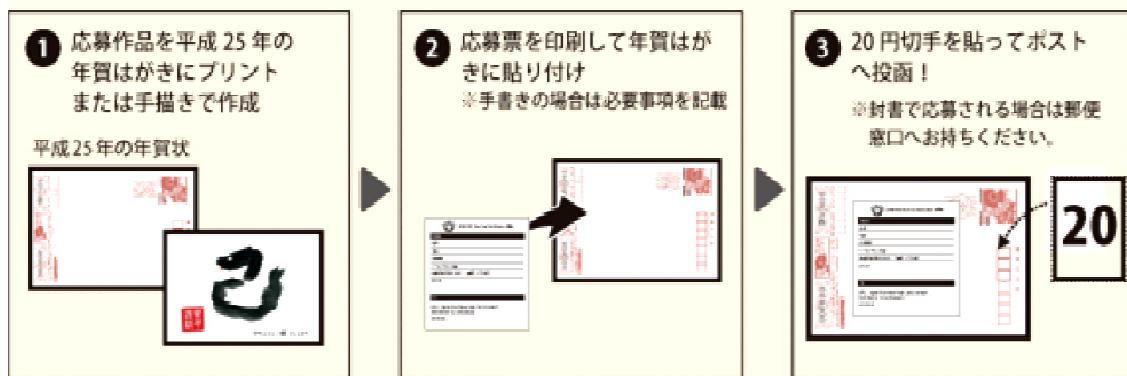 1 応募作品を平成25年の
年賀はがきにプリント
または手描きで作成
平成25年の年賀状
己
2 応募票を印刷して年賀はが
きに貼り付け
※手書きの場合は必要事項を記載
3 20円切手を貼ってポスト
へ投函！
※封書で応募される場合は郵便
窓口へお持ちください。
20